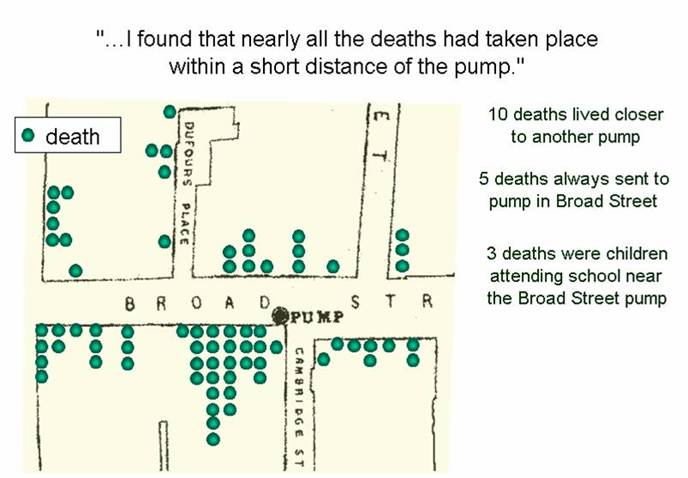 "...I found that nearly all the deaths had taken place
within a short distance of the pump."
death
10 deaths lived closer
to another pump
5 deaths always sent to
pump in Broad Street
3 deaths were children
attending school near
the Broad Street pump
DUFOURS PLACE
E T
BROAD STR
PUMP
CAMBRIDGE ST